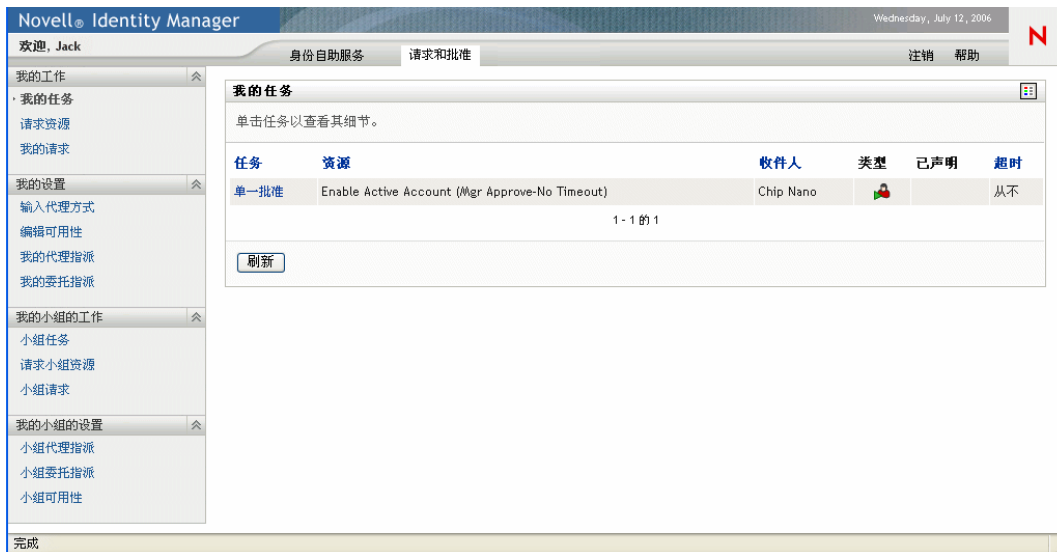 Novell® Identity Manager
Wednesday, July 12, 2006
N
欢迎, Jack
身份自助服务
请求和批准
注销
帮助
我的工作
我的任务
请求资源
我的请求
我的设置
输入代理方式
编辑可用性
我的代理指派
我的委托指派
我的小组的工作
小组任务
请求小组资源
小组请求
我的小组的设置
小组代理指派
小组委托指派
小组可用性
我的任务
单击任务以查看其细节。
任务 资源 收件人 类型 已声明 超时
单一批准 Enable Active Account (Mgr Approve-No Timeout) Chip Nano 从不
1 - 1 的 1
刷新
完成